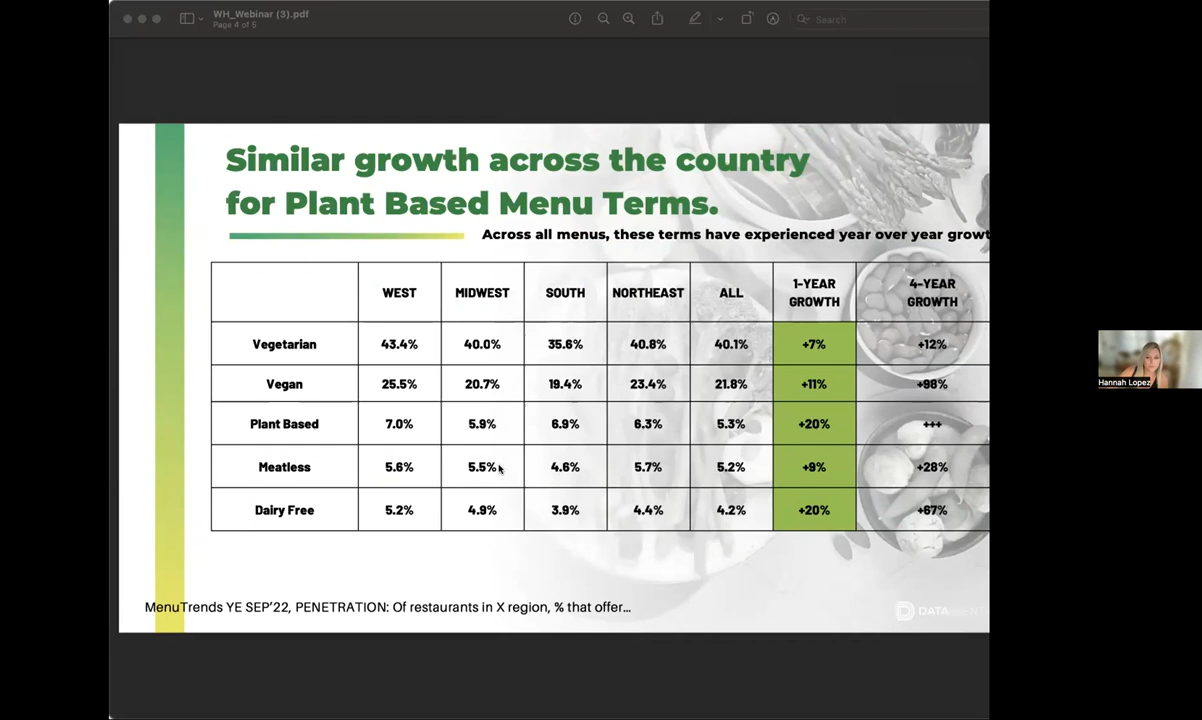 WH_Webinar (3).pdf
Page 4 of 5
Search
Similar growth across the country
for Plant Based Menu Terms.
Across all menus, these terms have experienced year over year growt
WEST MIDWEST SOUTH NORTHEAST ALL 1-YEAR GROWTH 4-YEAR GROWTH
Vegetarian 43.4% 40.0% 35.6% 40.8% 40.1% +7% +12%
Vegan 25.5% 20.7% 19.4% 23.4% 21.8% +11% +98%
Plant Based 7.0% 5.9% 6.9% 6.3% 5.3% +20% +++
Meatless 5.6% 5.5% 4.6% 5.7% 5.2% +9% +28%
Dairy Free 5.2% 4.9% 3.9% 4.4% 4.2% +20% +67%
MenuTrends YE SEP'22, PENETRATION: Of restaurants in X region, % that offer...
DATA
Hannah Lopez